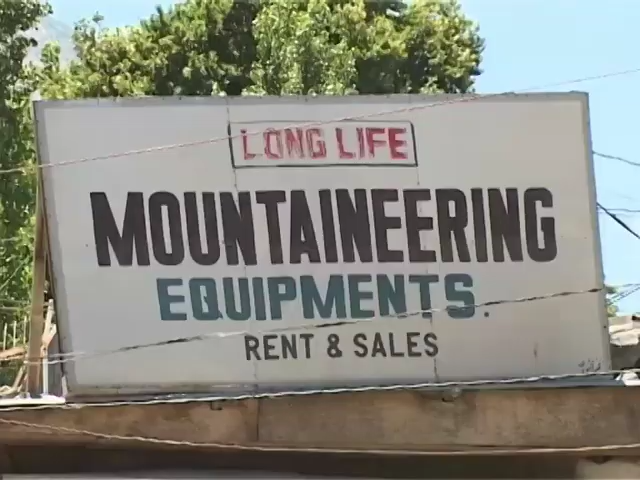 LONG LIFE
MOUNTAINEERING
EQUIPMENTS.
RENT & SALES